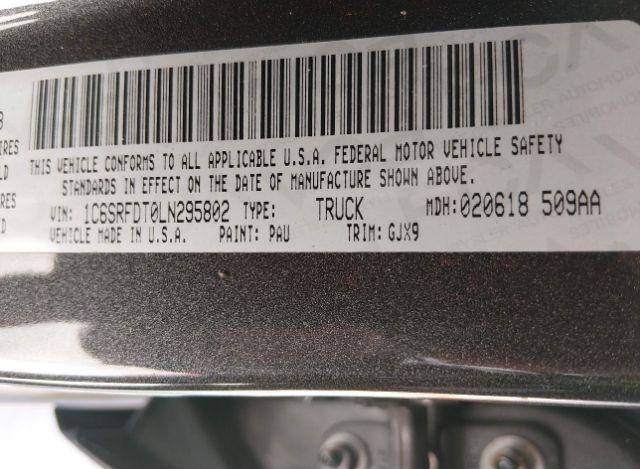 THIS VEHICLE CONFORMS TO ALL APPLICABLE U.S.A. FEDERAL MOTOR VEHICLE SAFETY
STANDARDS IN EFFECT ON THE DATE OF MANUFACTURE SHOWN ABOVE.
VIN: 1C6SRFDT0LN295802 TYPE: TRUCK MDH: 020618 509AA
VEHICLE MADE IN U.S.A. PAINT: PAU TRIM: GJX9